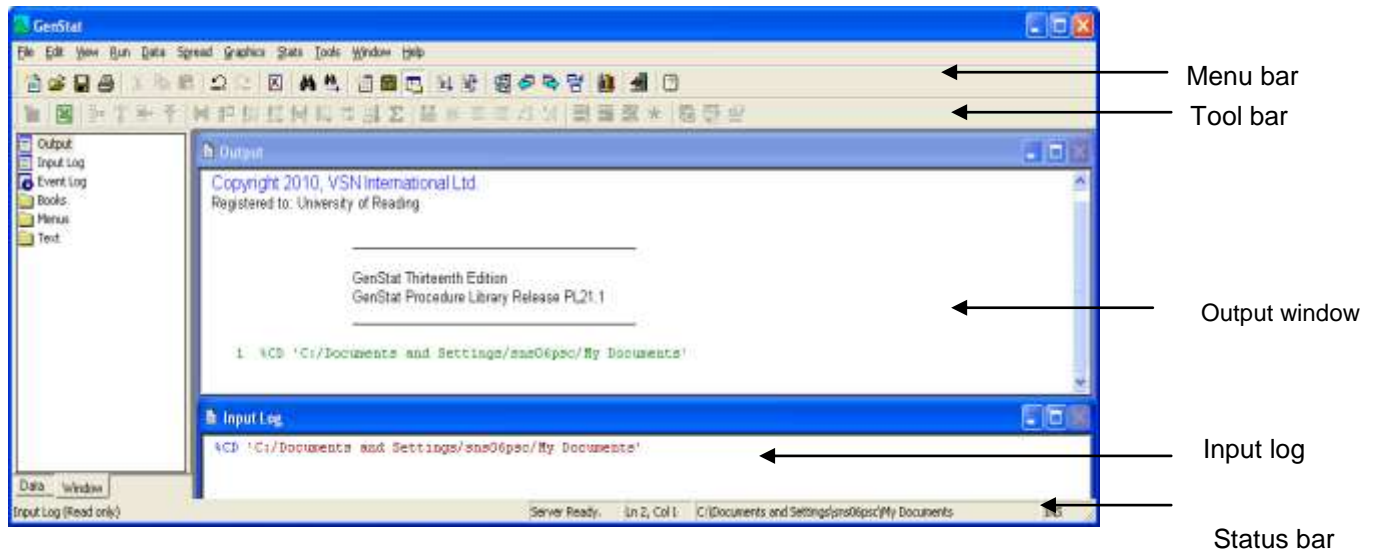 GenStat
File Edit View Run Data Spread Graphics Stats Tools Window Help
Menu bar
Tool bar
Output
Input Log
Event Log
Books
Menus
Text
Output
Copyright 2010, VSN International Ltd.
Registered to: University of Reading
GenStat Thirteenth Edition
GenStat Procedure Library Release PL21.1
1 %CD 'C:/Documents and Settings/sns06psc/My Documents'
Output window
Input Log
%CD 'C:/Documents and Settings/sns06psc/My Documents'
Input log
Data Window
Input Log (Read only) Server Ready. Ln 2, Col 1 C:\Documents and Settings\sns06psc\My Documents
Status bar